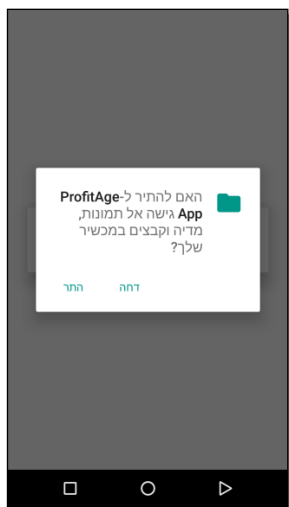 האם להתיר ל-ProfitAge
App גישה אל תמונות,
מדיה וקבצים במכשיר
שלך?
דחה התר